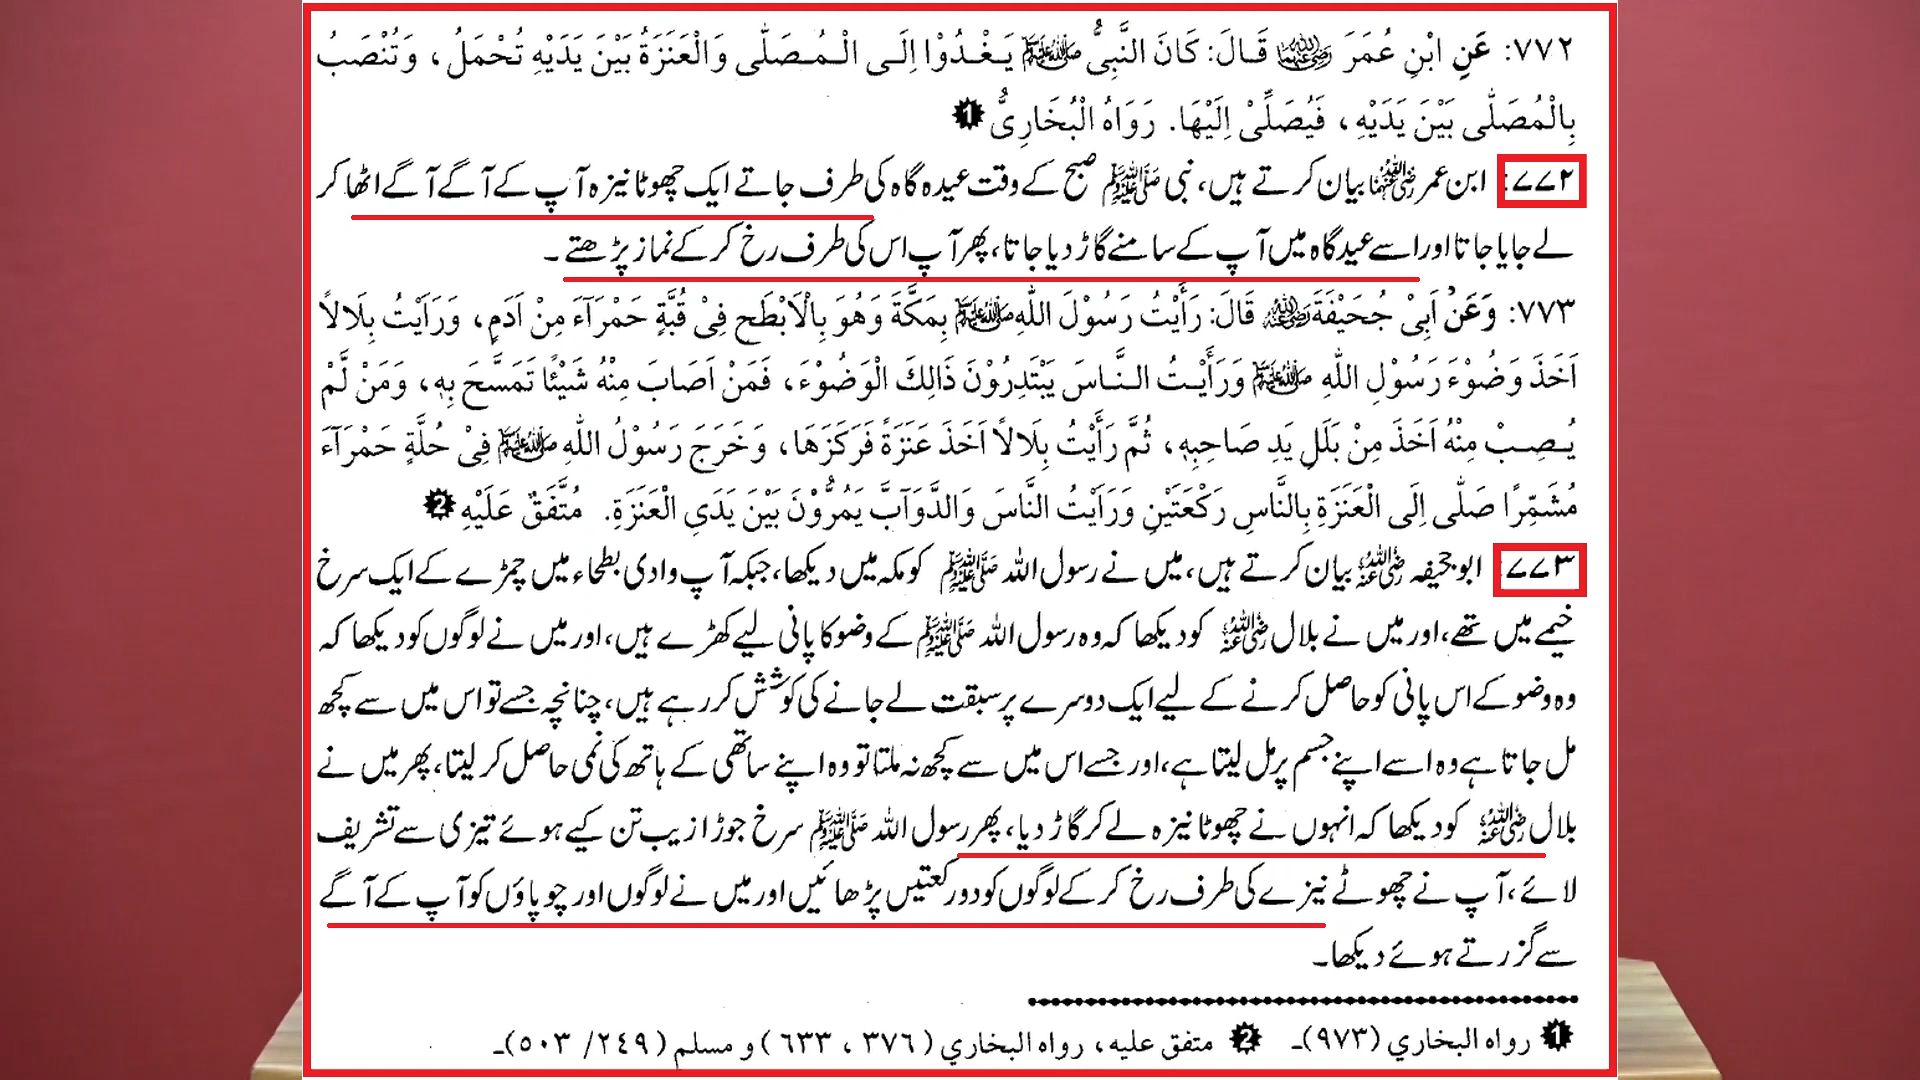 ٧٧٢: عَنِ ابْنِ عُمَرَ رضي الله عنهما قَالَ: كَانَ النَّبِيُّ ﷺ يَغْدُوْا اِلَى الْمُصَلّٰى وَالْعَنَزَةُ بَيْنَ يَدَيْهِ تُحْمَلُ، وَتُنْصَبُ
بِالْمُصَلّٰى بَيْنَ يَدَيْهِ، فَيُصَلِّىْ اِلَيْهَا. رَوَاهُ الْبُخَارِىُّ ❶
٧٧٢: ابن عمر رضی اللہ عنہما بیان کرتے ہیں، نبی ﷺ صبح کے وقت عیدہ گاہ کی طرف جاتے ایک چھوٹا نیزہ آپ کے آگے آگے اٹھا کر
لے جایا جاتا اور اسے عید گاہ میں آپ کے سامنے گاڑ دیا جاتا، پھر آپ اس کی طرف رخ کر کے نماز پڑھتے ۔
٧٧٣: وَعَنْ اَبِىْ جُحَيْفَةَ رضي الله عنه قَالَ: رَأَيْتُ رَسُوْلَ اللّٰهِ ﷺ بِمَكَّةَ وَهُوَ بِالْاَبْطَحِ فِىْ قُبَّةٍ حَمْرَآءَ مِنْ اَدَمٍ، وَرَاَيْتُ بِلَالًا
اَخَذَ وَضُوْءَ رَسُوْلِ اللّٰهِ ﷺ وَرَأَيْتُ النَّاسَ يَبْتَدِرُوْنَ ذَالِكَ الْوَضُوْءَ، فَمَنْ اَصَابَ مِنْهُ شَيْئًا تَمَسَّحَ بِهٖ، وَمَنْ لَّمْ
يُصِبْ مِنْهُ اَخَذَ مِنْ بَلَلِ يَدِ صَاحِبِهٖ، ثُمَّ رَأَيْتُ بِلَالًا اَخَذَ عَنَزَةً فَرَكَزَهَا، وَخَرَجَ رَسُوْلُ اللّٰهِ ﷺ فِىْ حُلَّةٍ حَمْرَآءَ
مُشَمِّرًا صَلّٰى اِلَى الْعَنَزَةِ بِالنَّاسِ رَكْعَتَيْنِ وَرَاَيْتُ النَّاسَ وَالدَّوَآبَّ يَمُرُّوْنَ بَيْنَ يَدَيِ الْعَنَزَةِ. مُتَّفَقٌ عَلَيْهِ ❷
٧٧٣: ابو جحیفہ رضی اللہ عنہ بیان کرتے ہیں، میں نے رسول اللہ ﷺ کو مکہ میں دیکھا، جبکہ آپ وادی بطحاء میں چمڑے کے ایک سرخ
خیمے میں تھے، اور میں نے بلال رضی اللہ عنہ کو دیکھا کہ وہ رسول اللہ ﷺ کے وضو کا پانی لیے کھڑے ہیں، اور میں نے لوگوں کو دیکھا کہ
وہ وضو کے اس پانی کو حاصل کرنے کے لیے ایک دوسرے پر سبقت لے جانے کی کوشش کر رہے ہیں، چنانچہ جسے تو اس میں سے کچھ
مل جاتا ہے وہ اسے اپنے جسم پر مل لیتا ہے، اور جسے اس میں سے کچھ نہ ملتا تو وہ اپنے ساتھی کے ہاتھ کی نمی حاصل کر لیتا، پھر میں نے
بلال رضی اللہ عنہ کو دیکھا کہ انہوں نے چھوٹا نیزہ لے کر گاڑ دیا، پھر رسول اللہ ﷺ سرخ جوڑا زیب تن کیے ہوئے تیزی سے تشریف
لائے، آپ نے چھوٹے نیزے کی طرف رخ کر کے لوگوں کو دو رکعتیں پڑھائیں اور میں نے لوگوں اور چوپاؤں کو آپ کے آگے
سے گزرتے ہوئے دیکھا۔
❶ رواه البخاري (٩٧٣)۔ ❷ متفق عليه، رواه البخاري (٣٧٦، ٦٣٣) و مسلم (٢٤٩/ ٥٠٣)۔